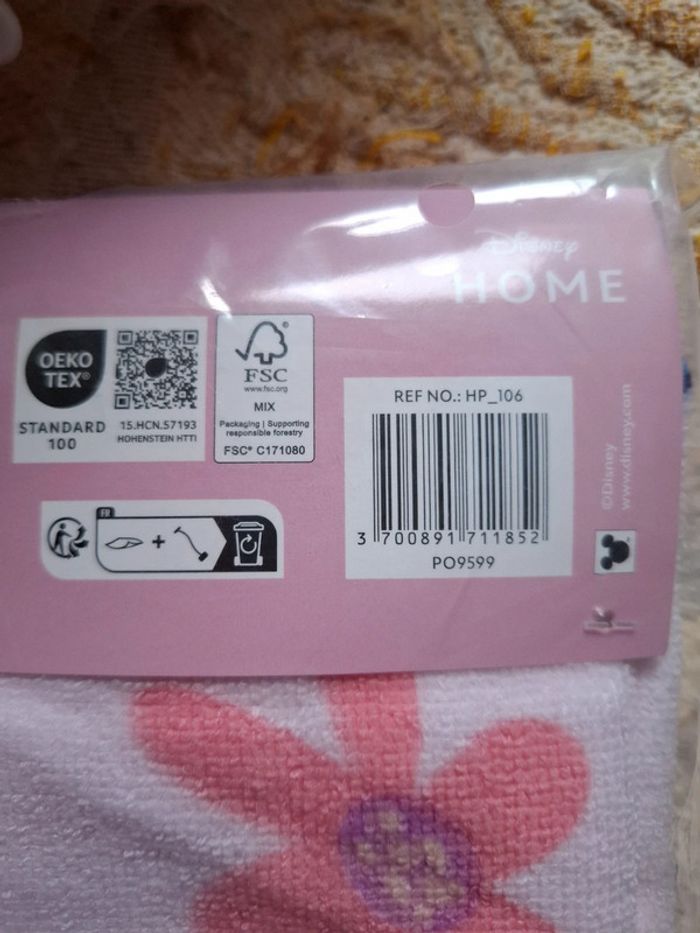 Disney
HOME
OEKO
TEX®
STANDARD
100
15.HCN.57193
HOHENSTEIN HTTI
FSC
www.fsc.org
MIX
Packaging | Supporting
responsible forestry
FSC® C171080
REF NO.: HP_106
3 700891 711852
PO9599
©Disney
www.disney.com
FR
+